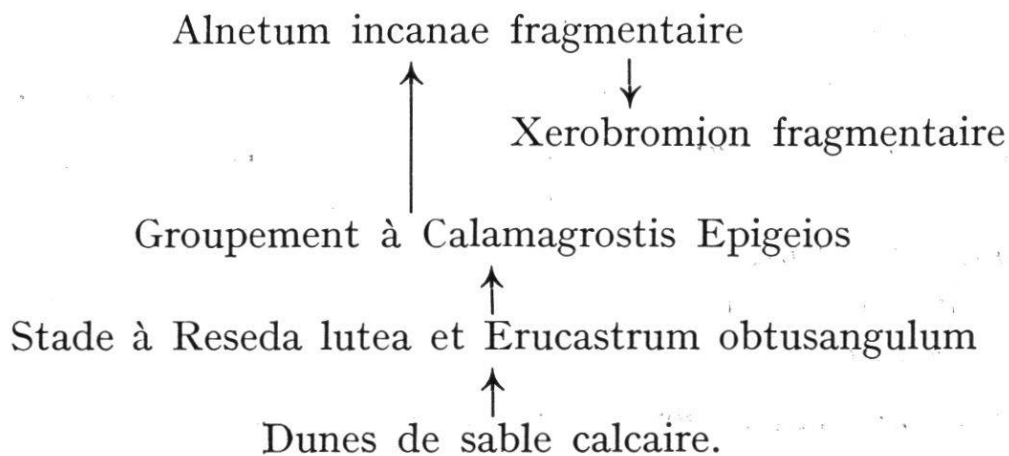 Alnetum incanae fragmentaire
Xerobromion fragmentaire
Groupement à Calamagrostis Epigeios
Stade à Reseda lutea et Erucastrum obtusangulum
Dunes de sable calcaire.